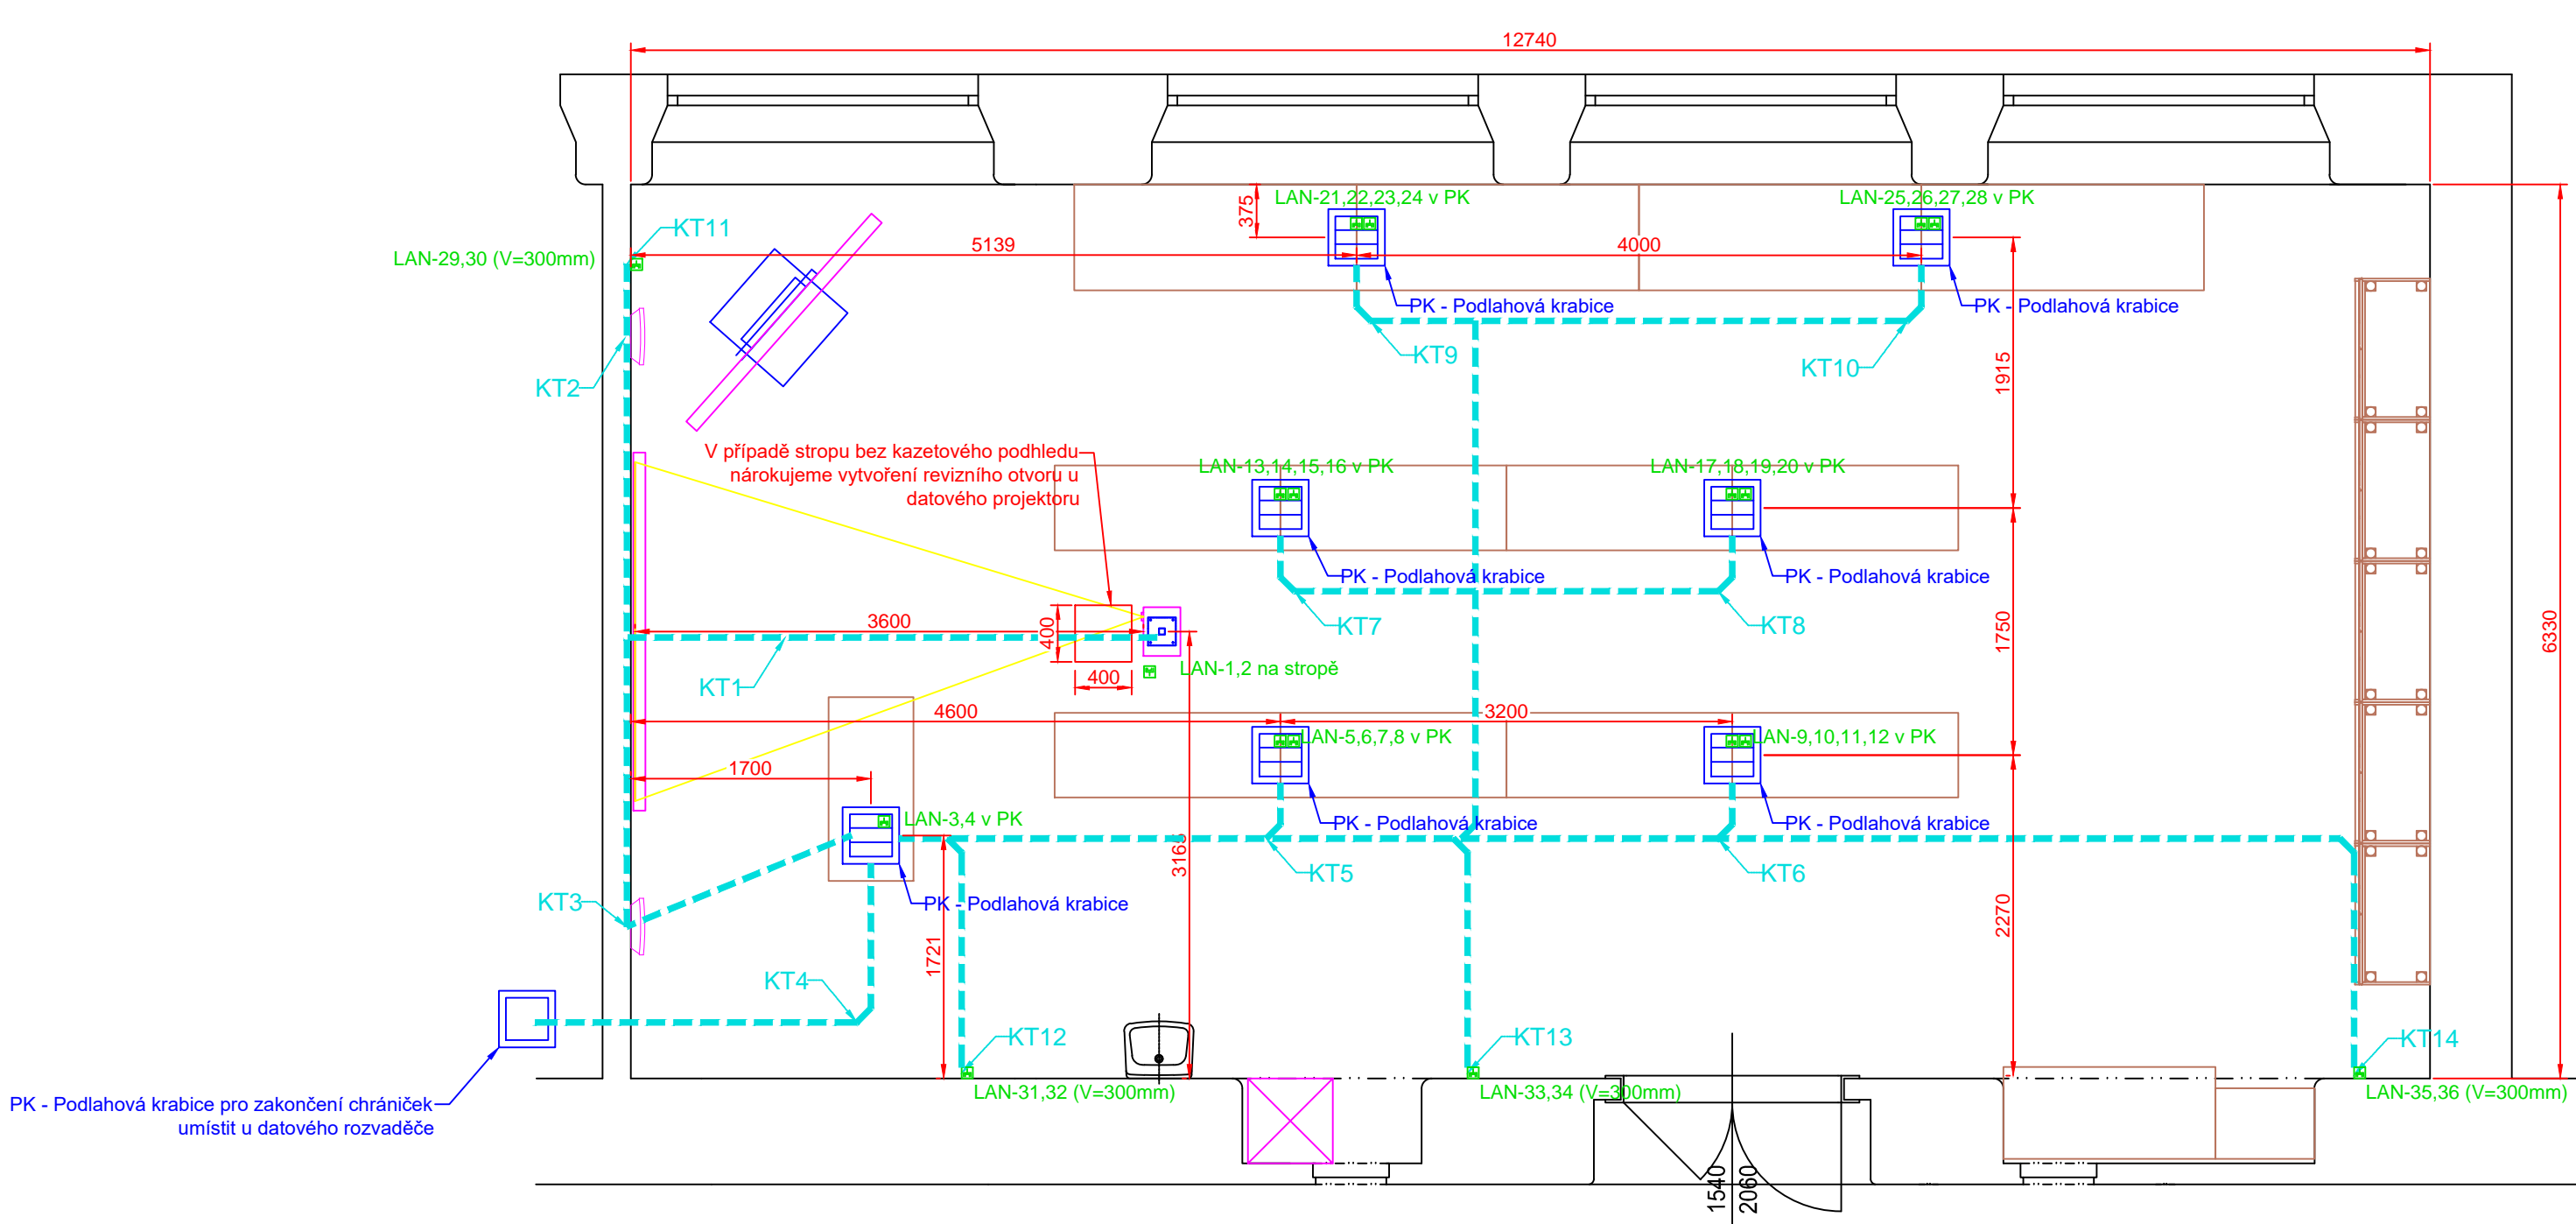 12740
LAN-21,22,23,24 v PK
LAN-25,26,27,28 v PK
375
KT11
LAN-29,30 (V=300mm)
5139
4000
PK - Podlahová krabice
PK - Podlahová krabice
KT9
KT10
1915
KT2
V případě stropu bez kazetového podhledu
nárokujeme vytvoření revizního otvoru u
datového projektoru
LAN-13,14,15,16 v PK
LAN-17,18,19,20 v PK
PK - Podlahová krabice
PK - Podlahová krabice
3600
400
KT7
KT8
1750
6330
LAN-1,2 na stropě
400
KT1
4600
3200
LAN-5,6,7,8 v PK
LAN-9,10,11,12 v PK
1700
LAN-3,4 v PK
PK - Podlahová krabice
PK - Podlahová krabice
3165
KT5
KT6
KT3
PK - Podlahová krabice
1721
2270
KT4
KT12
KT13
KT14
LAN-31,32 (V=300mm)
LAN-33,34 (V=300mm)
LAN-35,36 (V=300mm)
PK - Podlahová krabice pro zakončení chrániček
umístit u datového rozvaděče
1540
2060